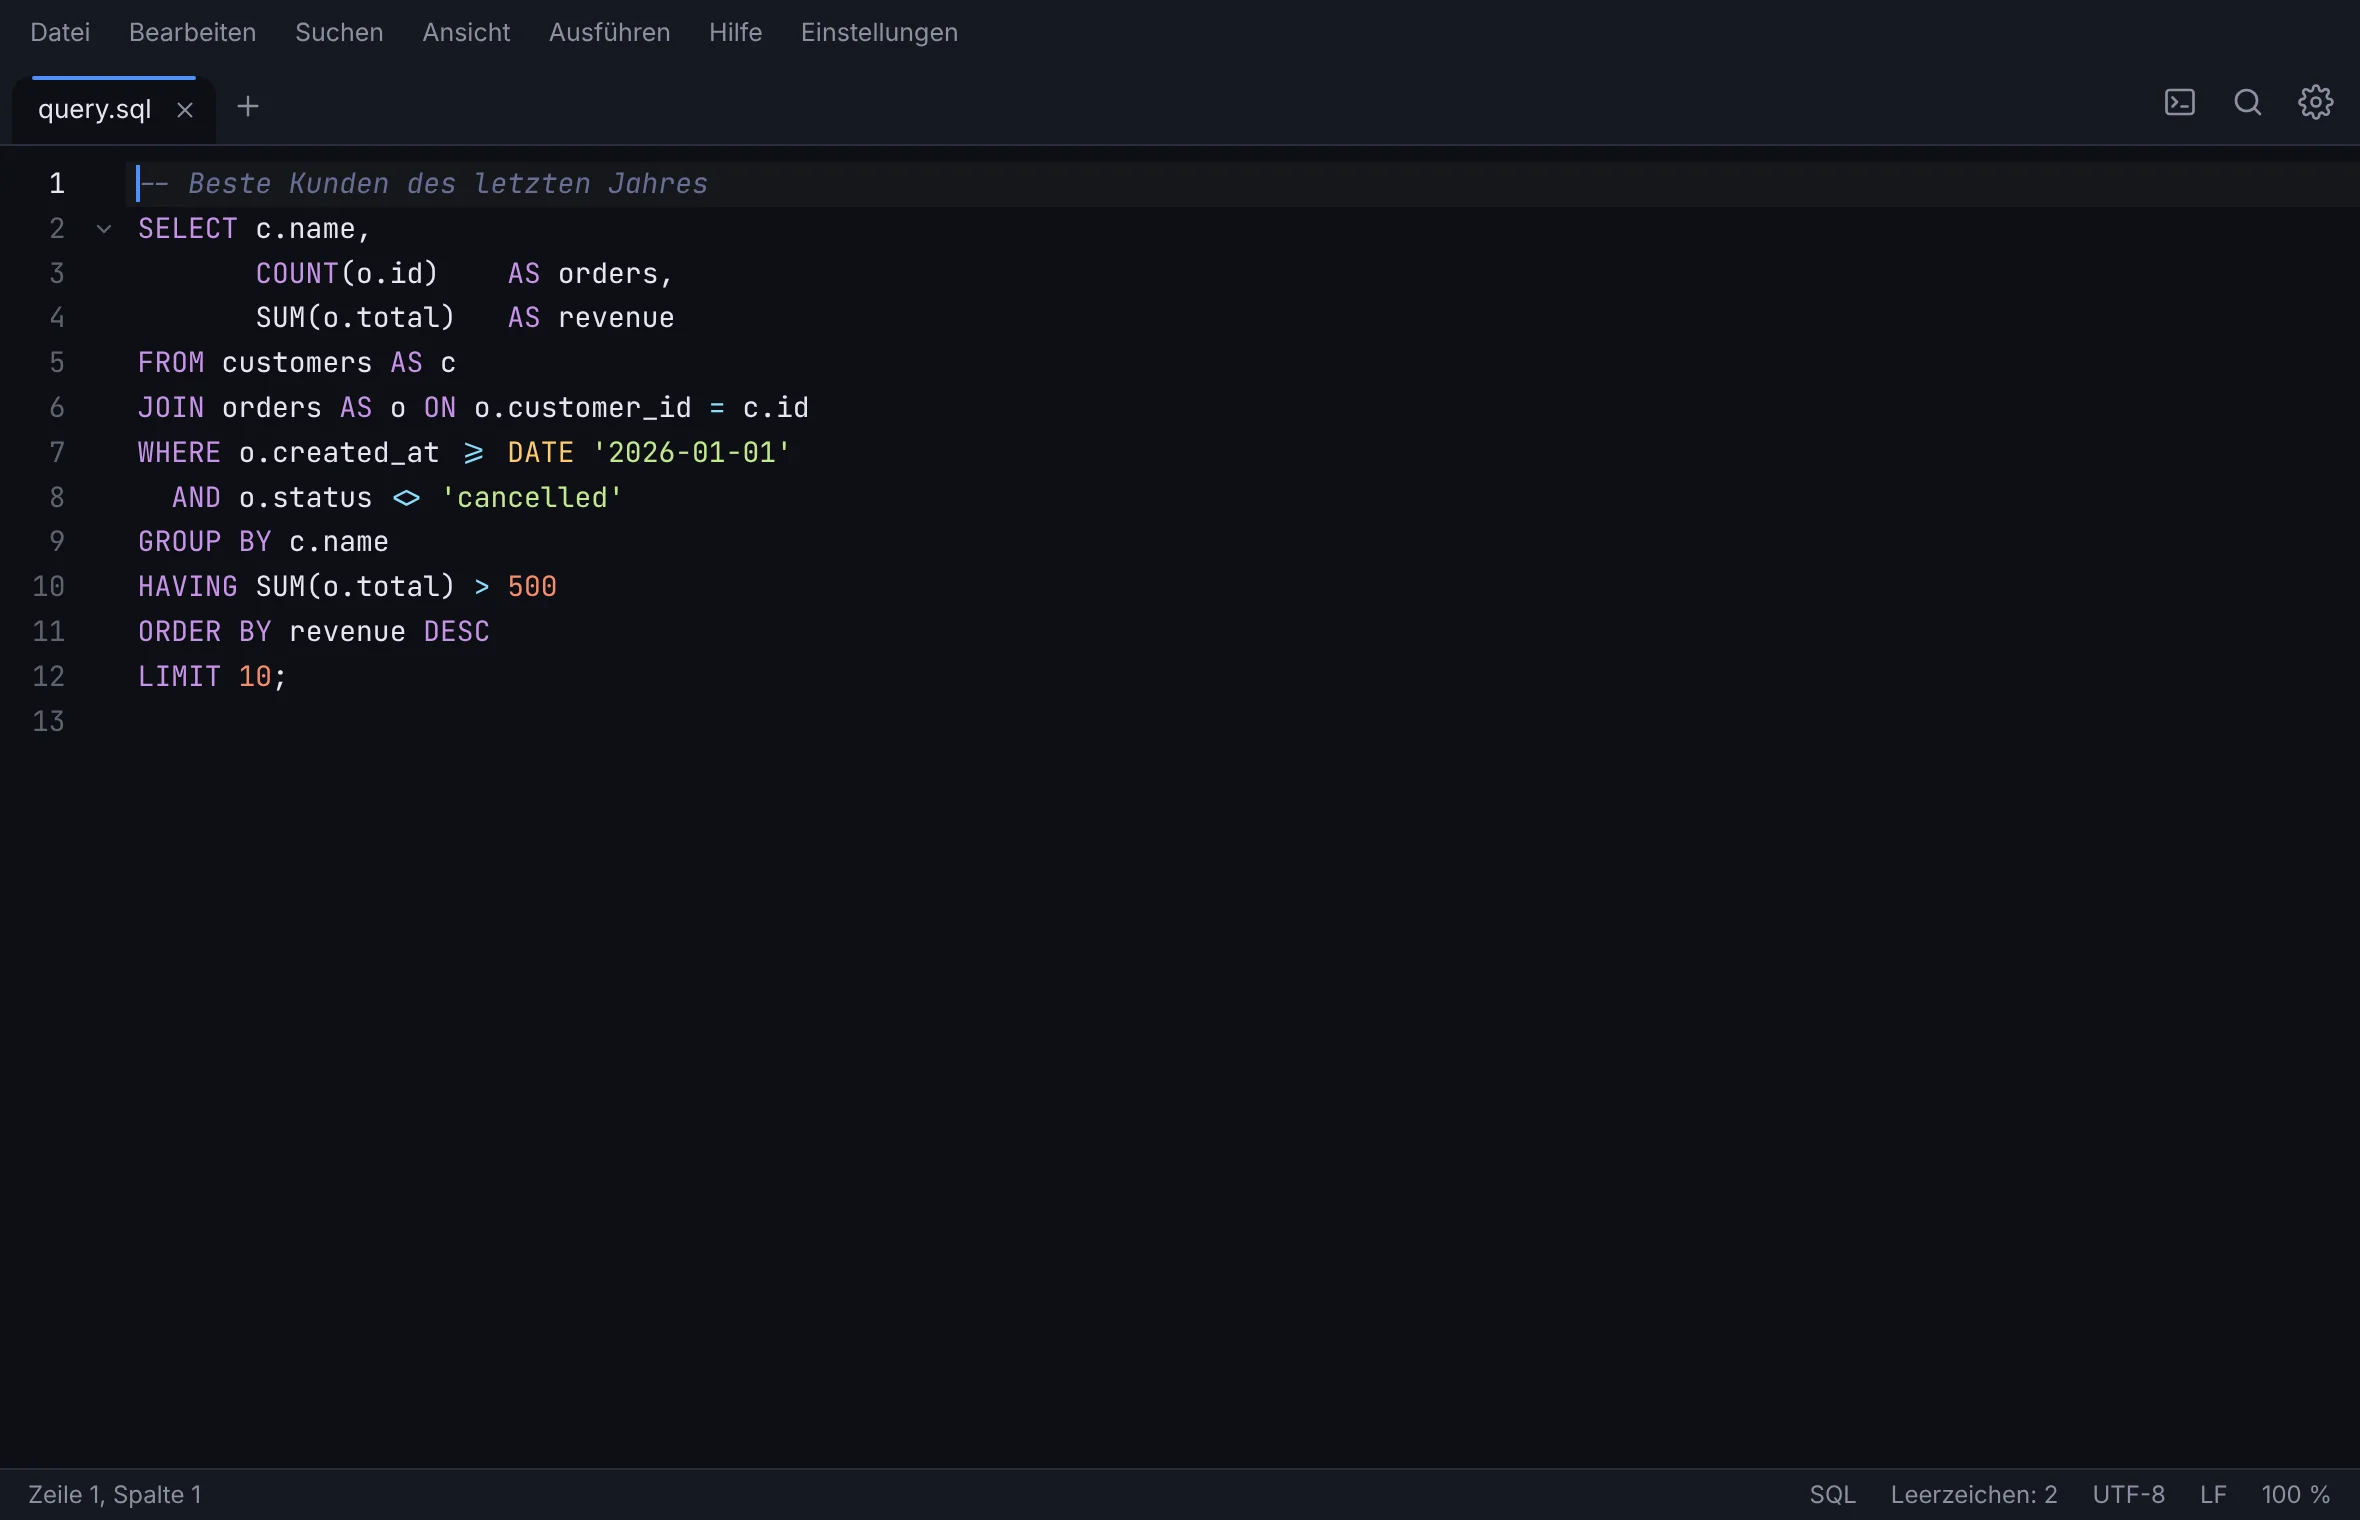 Datei Bearbeiten Suchen Ansicht Ausführen Hilfe Einstellungen
query.sql
1 -- Beste Kunden des letzten Jahres
2 SELECT c.name,
3        COUNT(o.id)    AS orders,
4        SUM(o.total)   AS revenue
5 FROM customers AS c
6 JOIN orders AS o ON o.customer_id = c.id
7 WHERE o.created_at >= DATE '2026-01-01'
8   AND o.status <> 'cancelled'
9 GROUP BY c.name
10 HAVING SUM(o.total) > 500
11 ORDER BY revenue DESC
12 LIMIT 10;
13
Zeile 1, Spalte 1 SQL Leerzeichen: 2 UTF-8 LF 100 %